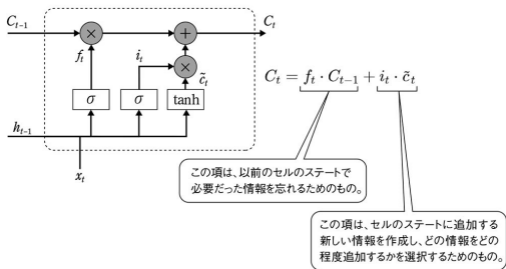 C_{t-1}
C_t
×
+
f_t
i_t
×
c̃_t
σ
σ
tanh
h_{t-1}
x_t
C_t = f_t · C_{t-1} + i_t · c̃_t
この項は、以前のセルのステートで
必要だった情報を忘れるためのもの。
この項は、セルのステートに追加する
新しい情報を作成し、どの情報をどの
程度追加するかを選択するためのもの。